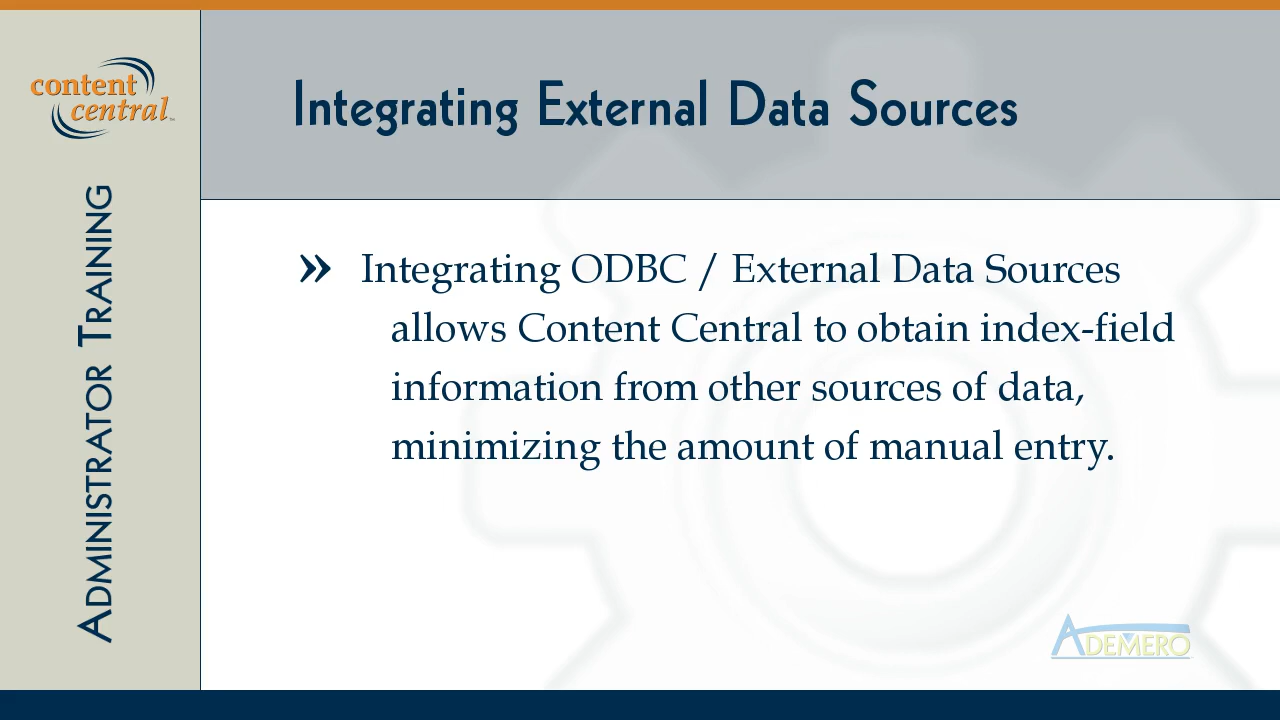 content
central™
ADMINISTRATOR TRAINING
Integrating External Data Sources
» Integrating ODBC / External Data Sources
allows Content Central to obtain index-field
information from other sources of data,
minimizing the amount of manual entry.
ADEMERO